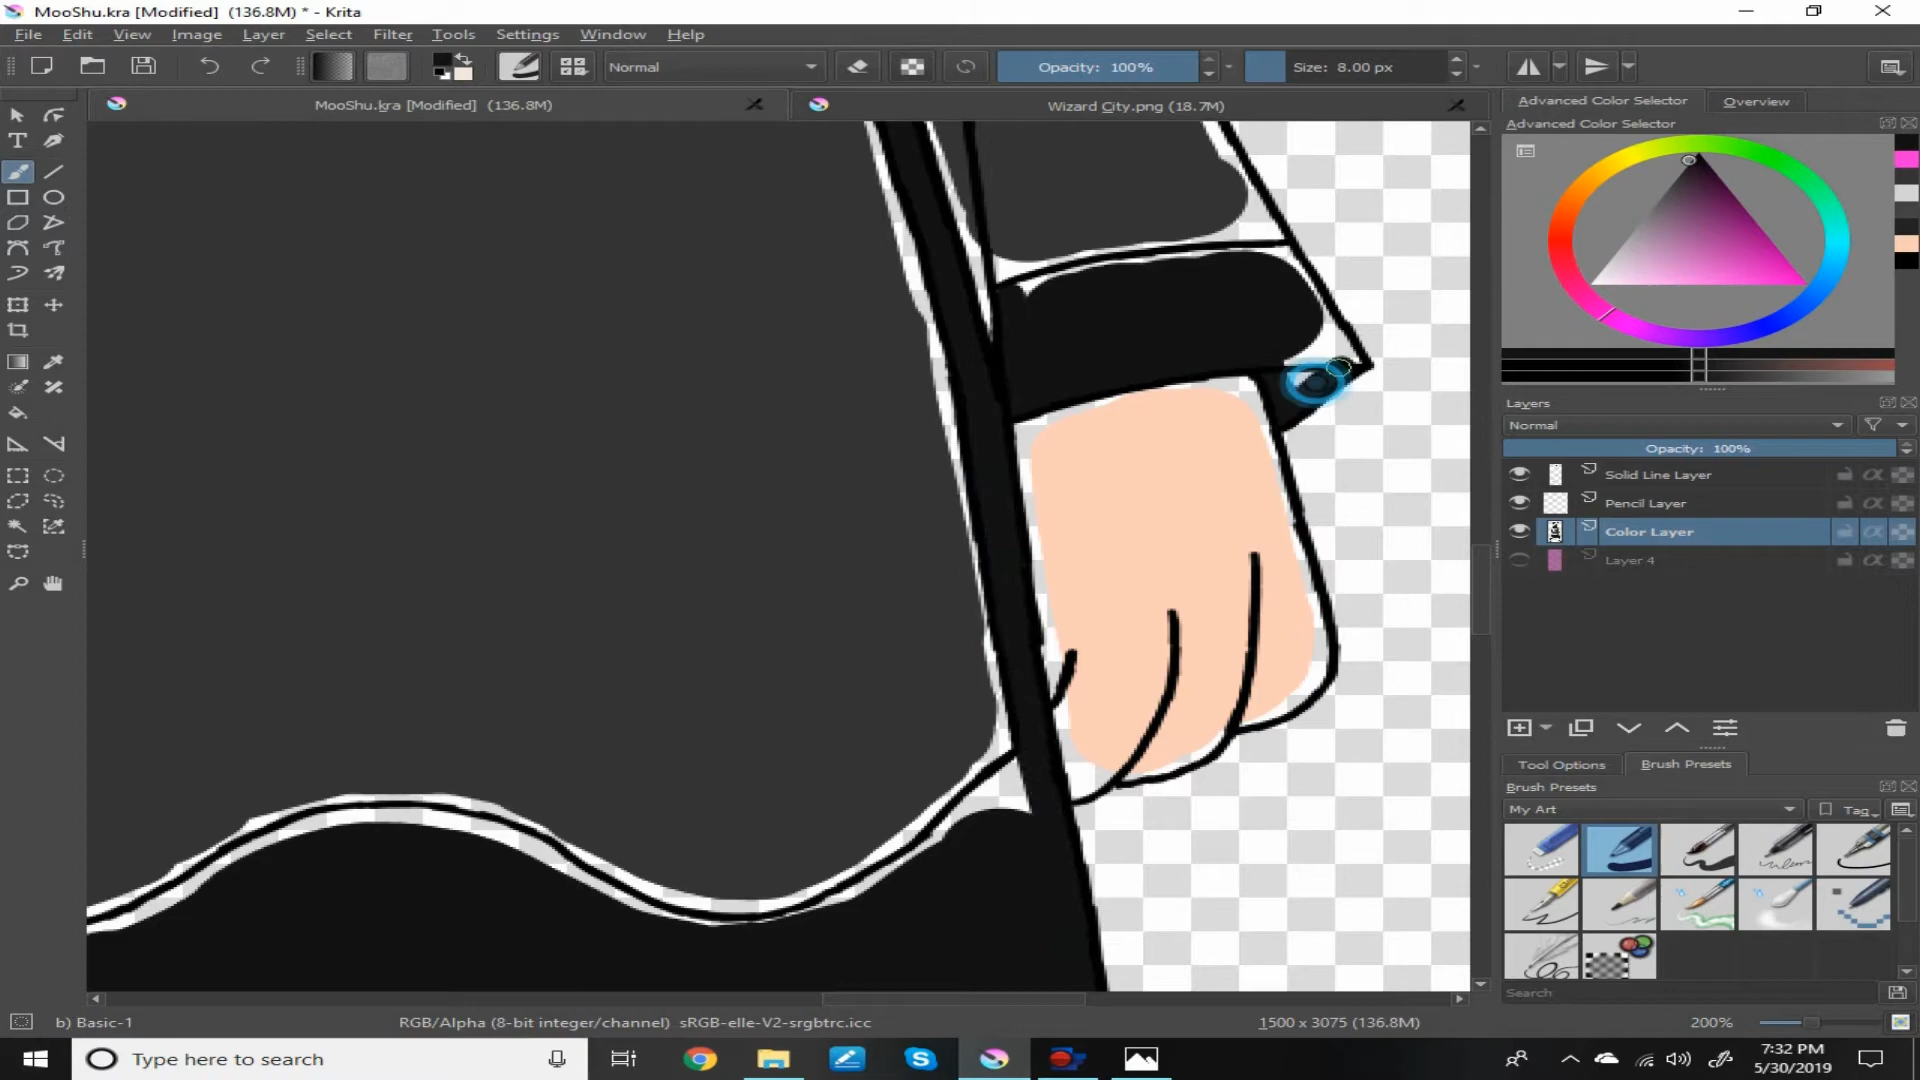 MooShu.kra [Modified] (136.8M) * - Krita
File Edit View Image Layer Select Filter Tools Settings Window Help
Normal Opacity: 100% Size: 8.00 px
MooShu.kra [Modified] (136.8M) Wizard City.png (18.7M)
Advanced Color Selector Overview
Advanced Color Selector
Layers
Normal
Opacity: 100%
Solid Line Layer
Pencil Layer
Color Layer
Layer 4
Tool Options Brush Presets
Brush Presets
My Art Tag
Search
b) Basic-1 RGB/Alpha (8-bit integer/channel) sRGB-elle-V2-srgbtrc.icc 1500 x 3075 (136.8M) 200%
Type here to search
7:32 PM
5/30/2019